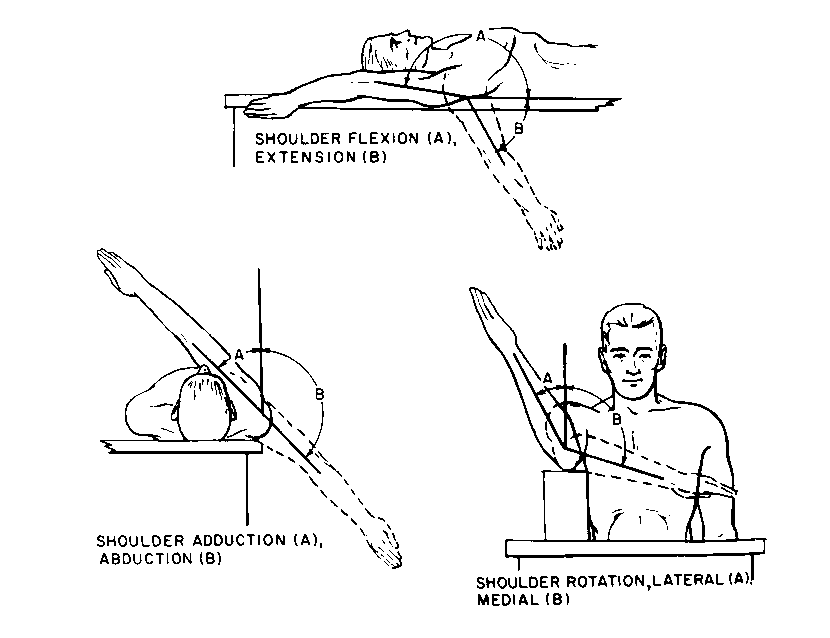 A
B
SHOULDER FLEXION (A),
EXTENSION (B)
A
B
SHOULDER ADDUCTION (A),
ABDUCTION (B)
A
B
SHOULDER ROTATION, LATERAL (A)
MEDIAL (B)